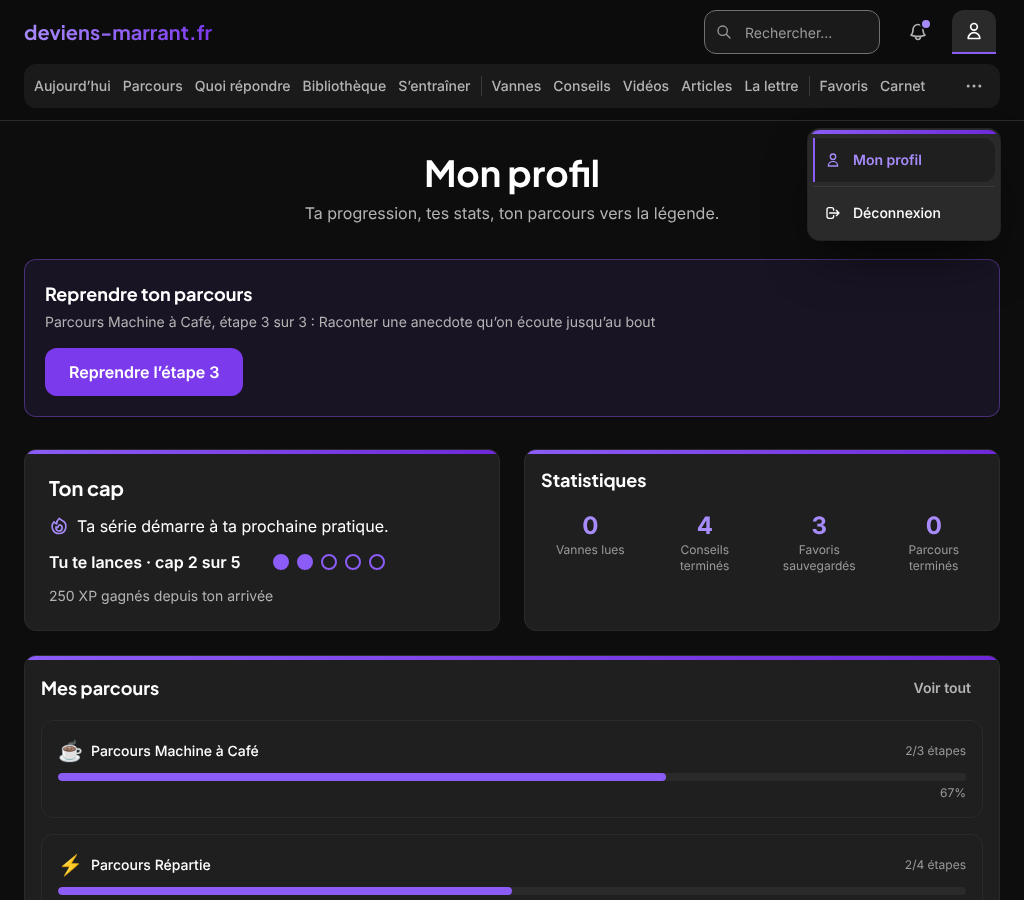 deviens-marrant.fr
Rechercher...
Aujourd’hui Parcours Quoi répondre Bibliothèque S’entraîner Vannes Conseils Vidéos Articles La lettre Favoris Carnet ...
Mon profil
Déconnexion
Mon profil
Ta progression, tes stats, ton parcours vers la légende.
Reprendre ton parcours
Parcours Machine à Café, étape 3 sur 3 : Raconter une anecdote qu’on écoute jusqu’au bout
Reprendre l’étape 3
Ton cap
Ta série démarre à ta prochaine pratique.
Tu te lances · cap 2 sur 5
250 XP gagnés depuis ton arrivée
Statistiques
0 4 3 0
Vannes lues Conseils Favoris Parcours
terminés sauvegardés terminés
Mes parcours Voir tout
Parcours Machine à Café 2/3 étapes
67%
Parcours Répartie 2/4 étapes